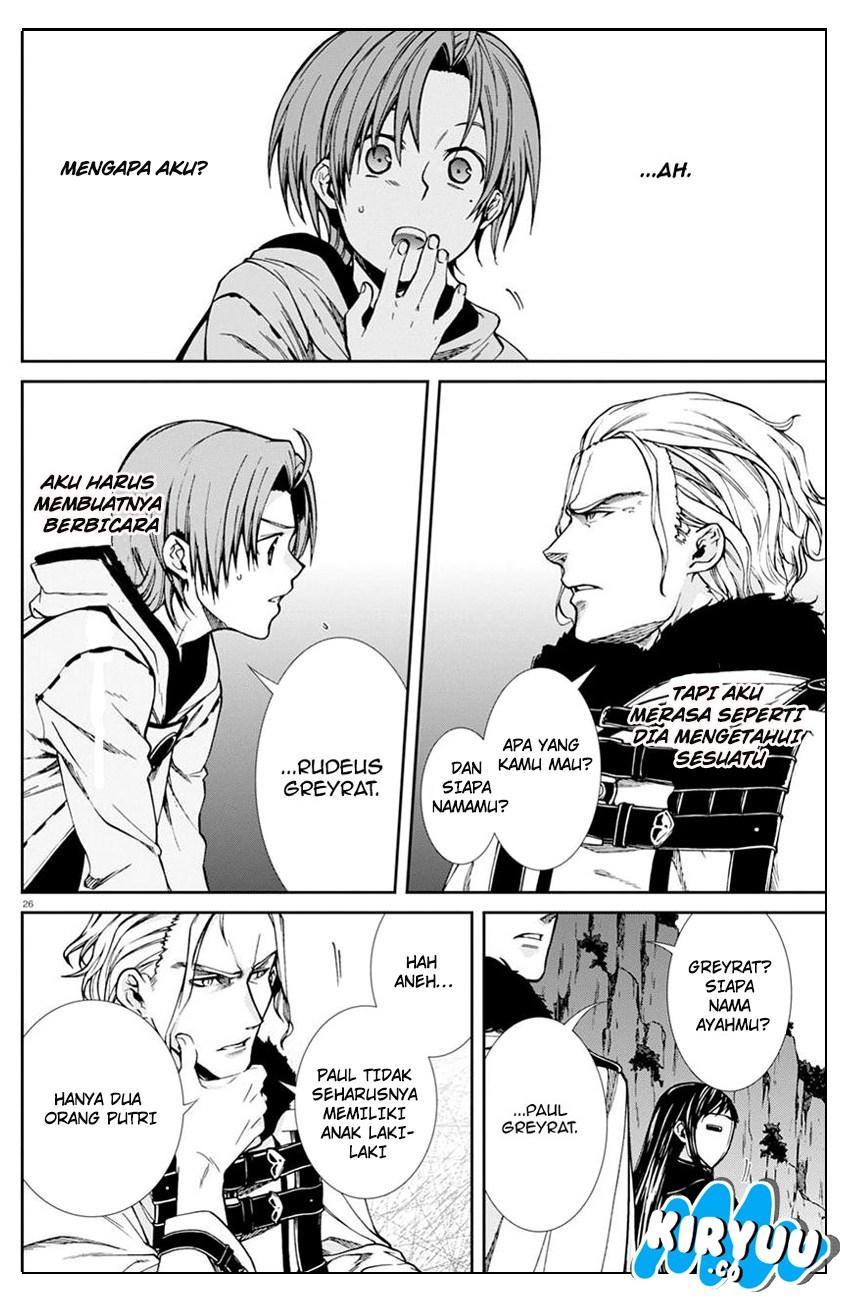 ...AH.
MENGAPA AKU?
TAPI AKU
MERASA SEPERTI
DIA MENGETAHUI
SESUATU
APA YANG
KAMU MAU?
DAN
SIAPA
NAMAMU?
AKU HARUS
MEMBUATNYA
BERBICARA
...RUDEUS
GREYRAT.
26
GREYRAT?
SIAPA
NAMA
AYAHMU?
...PAUL
GREYRAT.
HAH
ANEH...
PAUL TIDAK
SEHARUSNYA
MEMILIKI
ANAK LAKI-
LAKI
HANYA DUA
ORANG PUTRI
KIRYUU
.CO